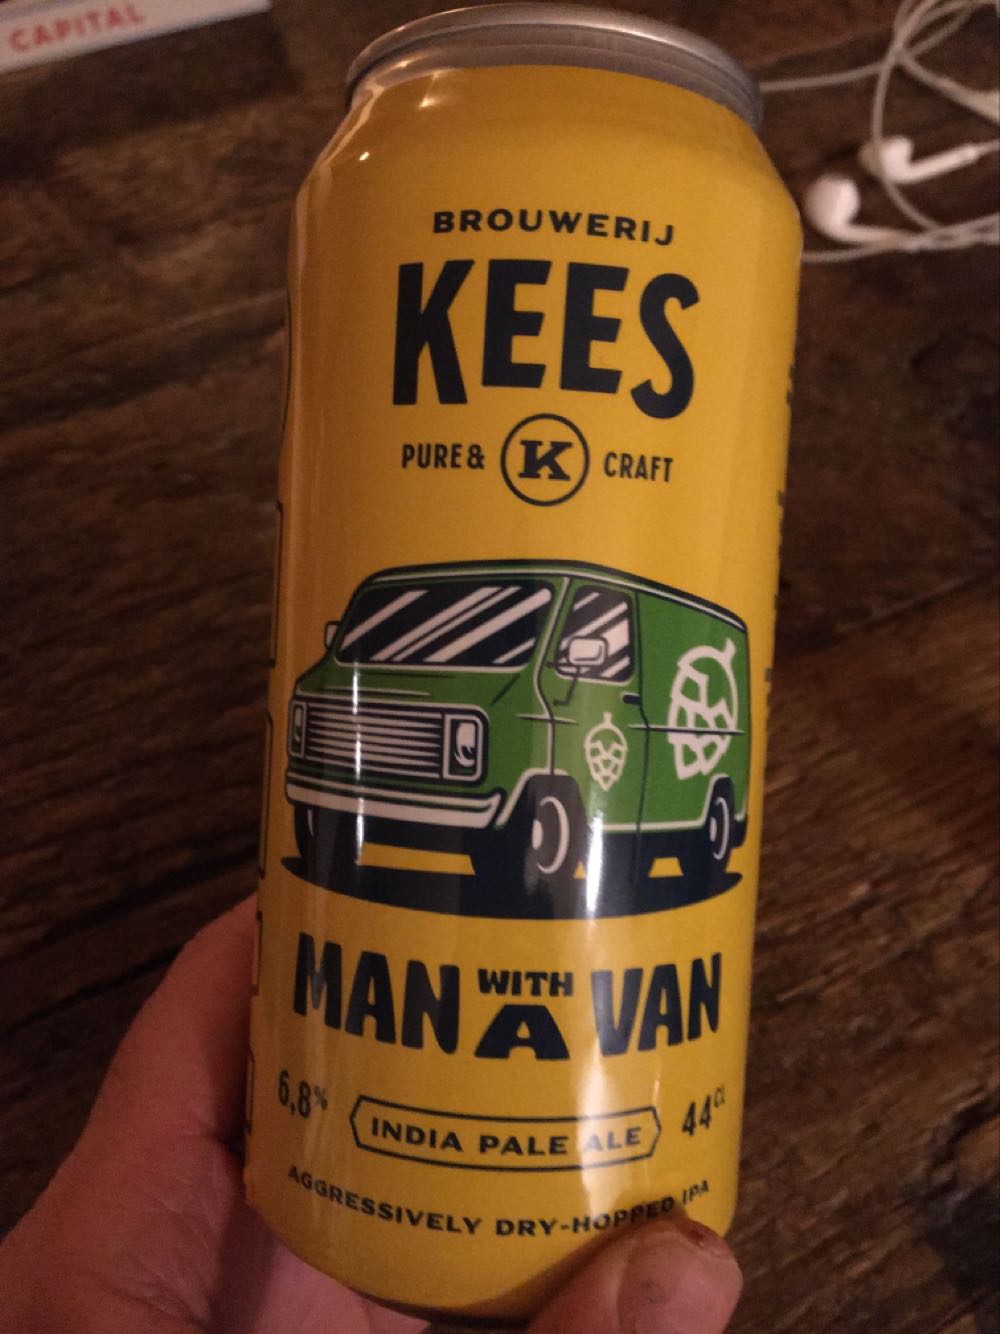 CAPITAL
BROUWERIJ
KEES
PURE & K CRAFT
MAN WITH A VAN
6,8% 44CL
INDIA PALE ALE
AGGRESSIVELY DRY-HOPPED IPA